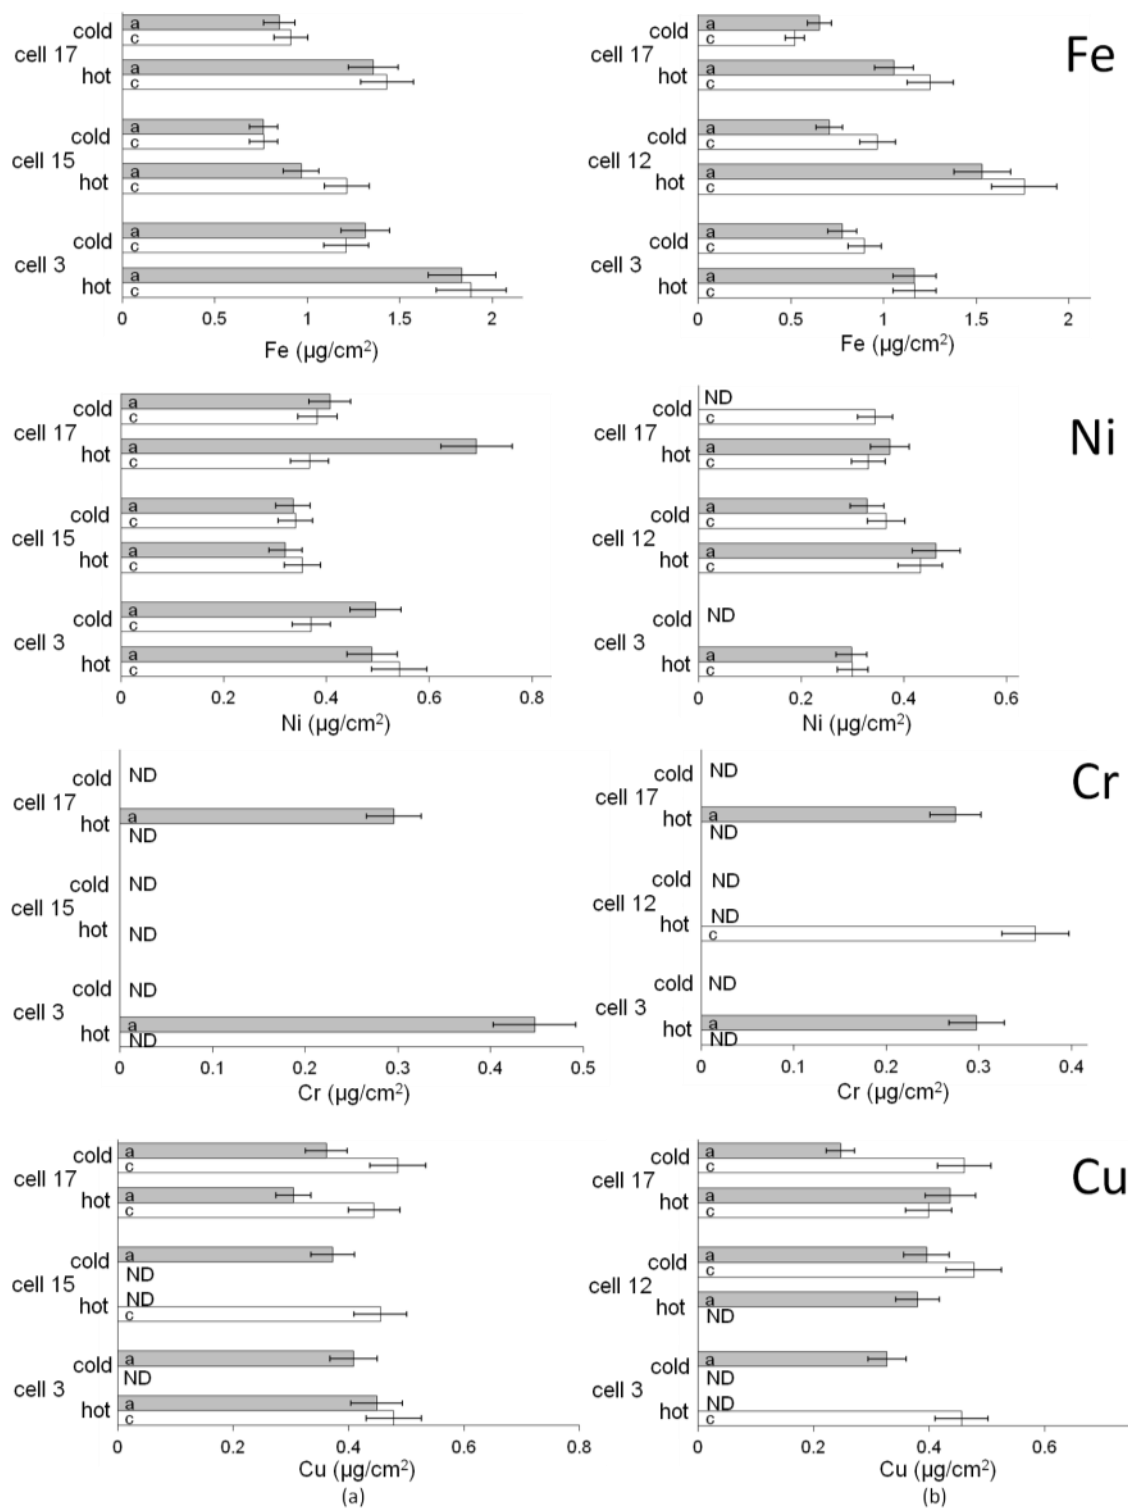 cold a a cold
cell 17 c c cell 17 Fe
hot a a hot
c c
cold a a cold
cell 15 c c cell 12
hot a a hot
c c
cold a a cold
cell 3 c c cell 3
hot a a hot
c c
0 0.5 1 1.5 2 0 0.5 1 1.5 2
Fe (µg/cm²) Fe (µg/cm²)
cold a ND cold
cell 17 c c cell 17 Ni
hot a a hot
c c
cold a a cold
cell 15 c c cell 12
hot a a hot
c c
cold a ND cold
cell 3 c cell 3
hot a a hot
c c
0 0.2 0.4 0.6 0.8 0 0.2 0.4 0.6
Ni (µg/cm²) Ni (µg/cm²)
cold ND ND cold
cell 17 cell 17 Cr
hot a a hot
ND ND
cold ND ND cold
cell 15 cell 12
hot ND ND hot
c
cold ND ND cold
cell 3 cell 3
hot a a hot
ND ND
0 0.1 0.2 0.3 0.4 0.5 0 0.1 0.2 0.3 0.4
Cr (µg/cm²) Cr (µg/cm²)
cold a a cold
cell 17 c c cell 17 Cu
hot a a hot
c c
cold a a cold
cell 15 ND c cell 12
hot ND a hot
c ND
cold a a cold
cell 3 ND ND cell 3
hot a ND hot
c c
0 0.2 0.4 0.6 0.8 0 0.2 0.4 0.6
Cu (µg/cm²) Cu (µg/cm²)
(a) (b)